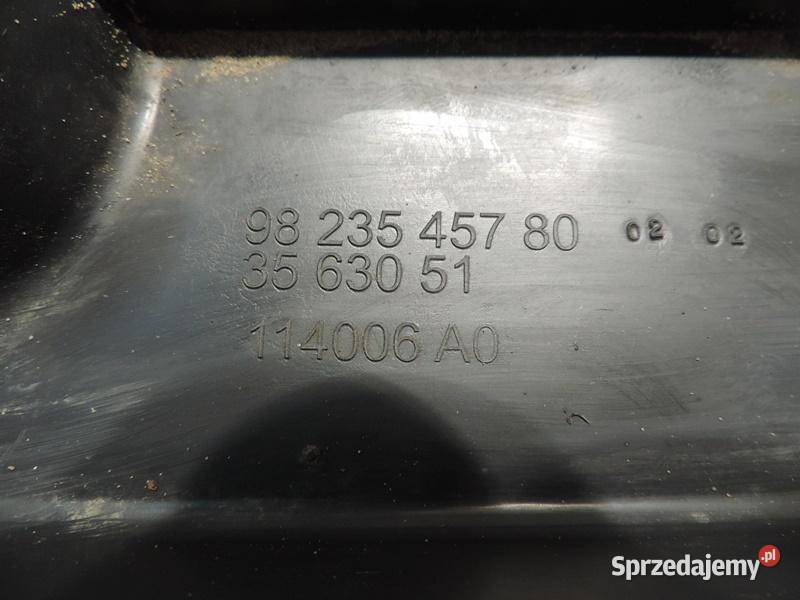 98 235 457 80 02 02
35 630 51
114006 A0
Sprzedajemy.pl